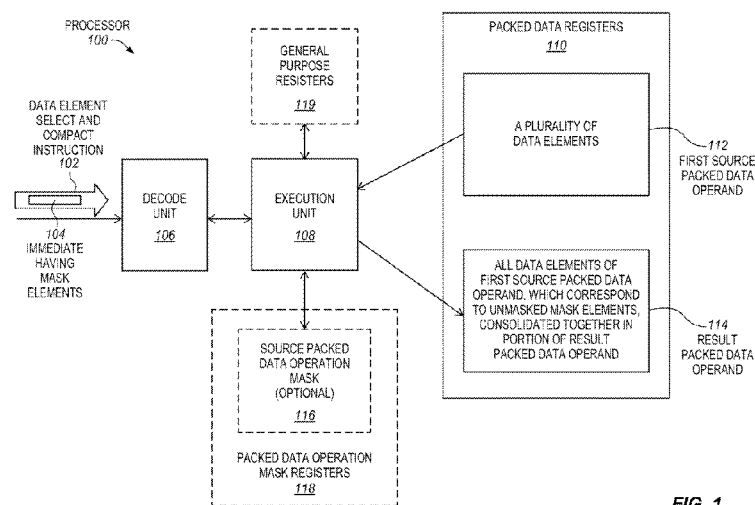 PROCESSOR
100
DATA ELEMENT
SELECT AND
COMPACT
INSTRUCTION
102
104
IMMEDIATE
HAVING
MASK
ELEMENTS
DECODE
UNIT
106
GENERAL
PURPOSE
RESISTERS
119
EXECUTION
UNIT
108
SOURCE PACKED
DATA OPERATION
MASK
(OPTIONAL)
116
PACKED DATA OPERATION
MASK REGISTERS
118
PACKED DATA REGISTERS
110
A PLURALITY OF
DATA ELEMENTS
112
FIRST SOURCE
PACKED DATA
OPERAND
ALL DATA ELEMENTS OF
FIRST SOURCE PACKED DATA
OPERAND, WHICH CORRESPOND
TO UNMASKED MASK ELEMENTS,
CONSOLIDATED TOGETHER IN
PORTION OF RESULT
PACKED DATA OPERAND
114
RESULT
PACKED DATA
OPERAND
FIG. 1